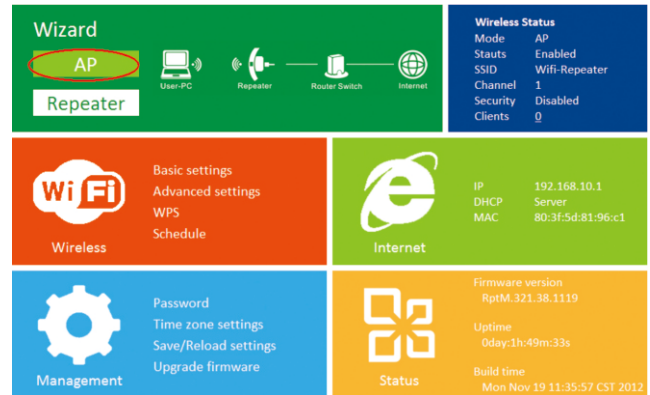 Wizard
AP
Repeater
User-PC
Repeater
Router Switch
Internet
Wireless Status
Mode AP
Stauts Enabled
SSID Wifi-Repeater
Channel 1
Security Disabled
Clients 0
WiFi
Wireless
Basic settings
Advanced settings
WPS
Schedule
Internet
IP 192.168.10.1
DHCP Server
MAC 80:3f:5d:81:96:c1
Management
Password
Time zone settings
Save/Reload settings
Upgrade firmware
Status
Firmware version
RptM.321.38.1119
Uptime
0day:1h:49m:33s
Build time
Mon Nov 19 11:35:57 CST 2012